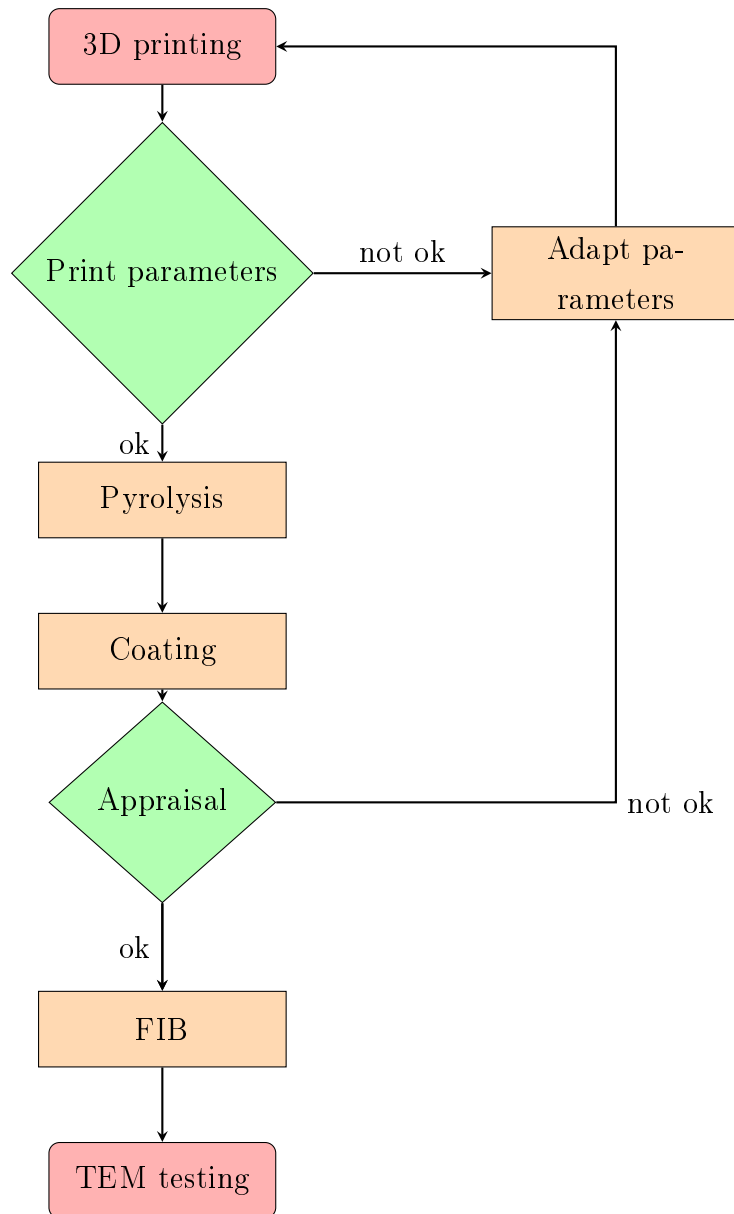 3D printing
Print parameters
not ok
Adapt pa-
rameters
ok
Pyrolysis
Coating
Appraisal
not ok
ok
FIB
TEM testing